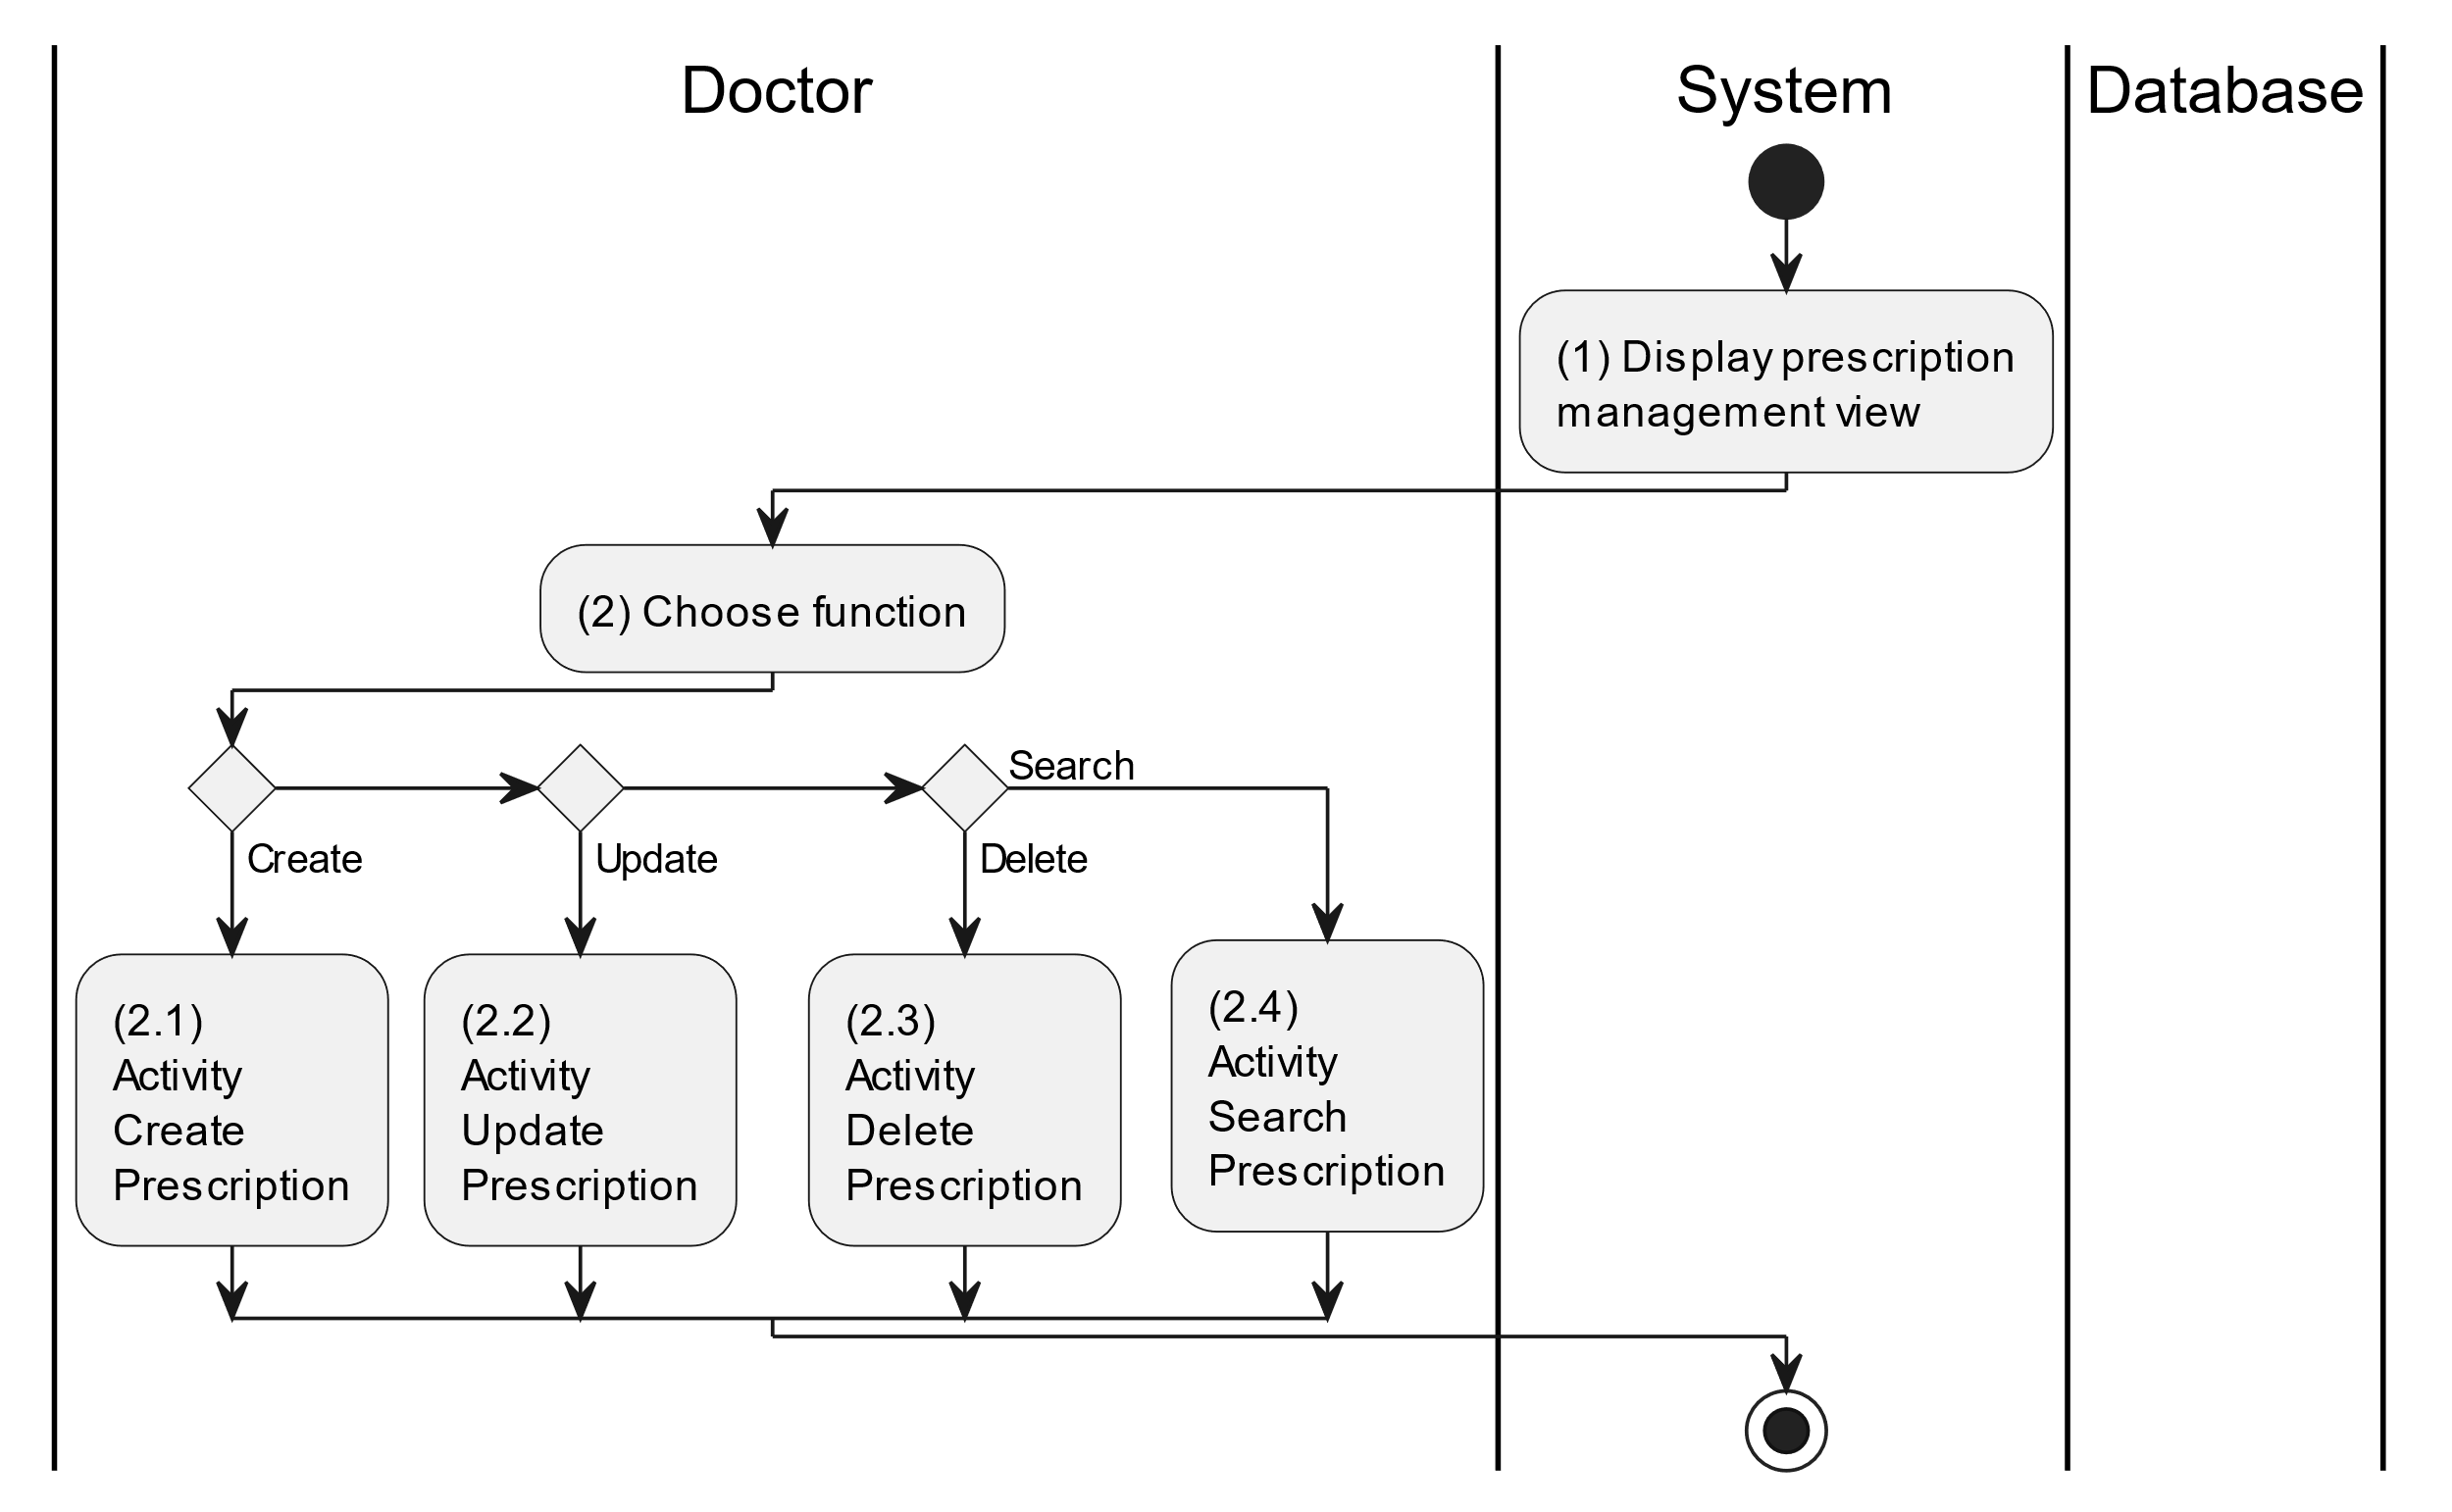 Doctor
System
Database
(1) Display prescription
management view
(2) Choose function
Search
Create
Update
Delete
(2.1)
Activity
Create
Prescription
(2.2)
Activity
Update
Prescription
(2.3)
Activity
Delete
Prescription
(2.4)
Activity
Search
Prescription